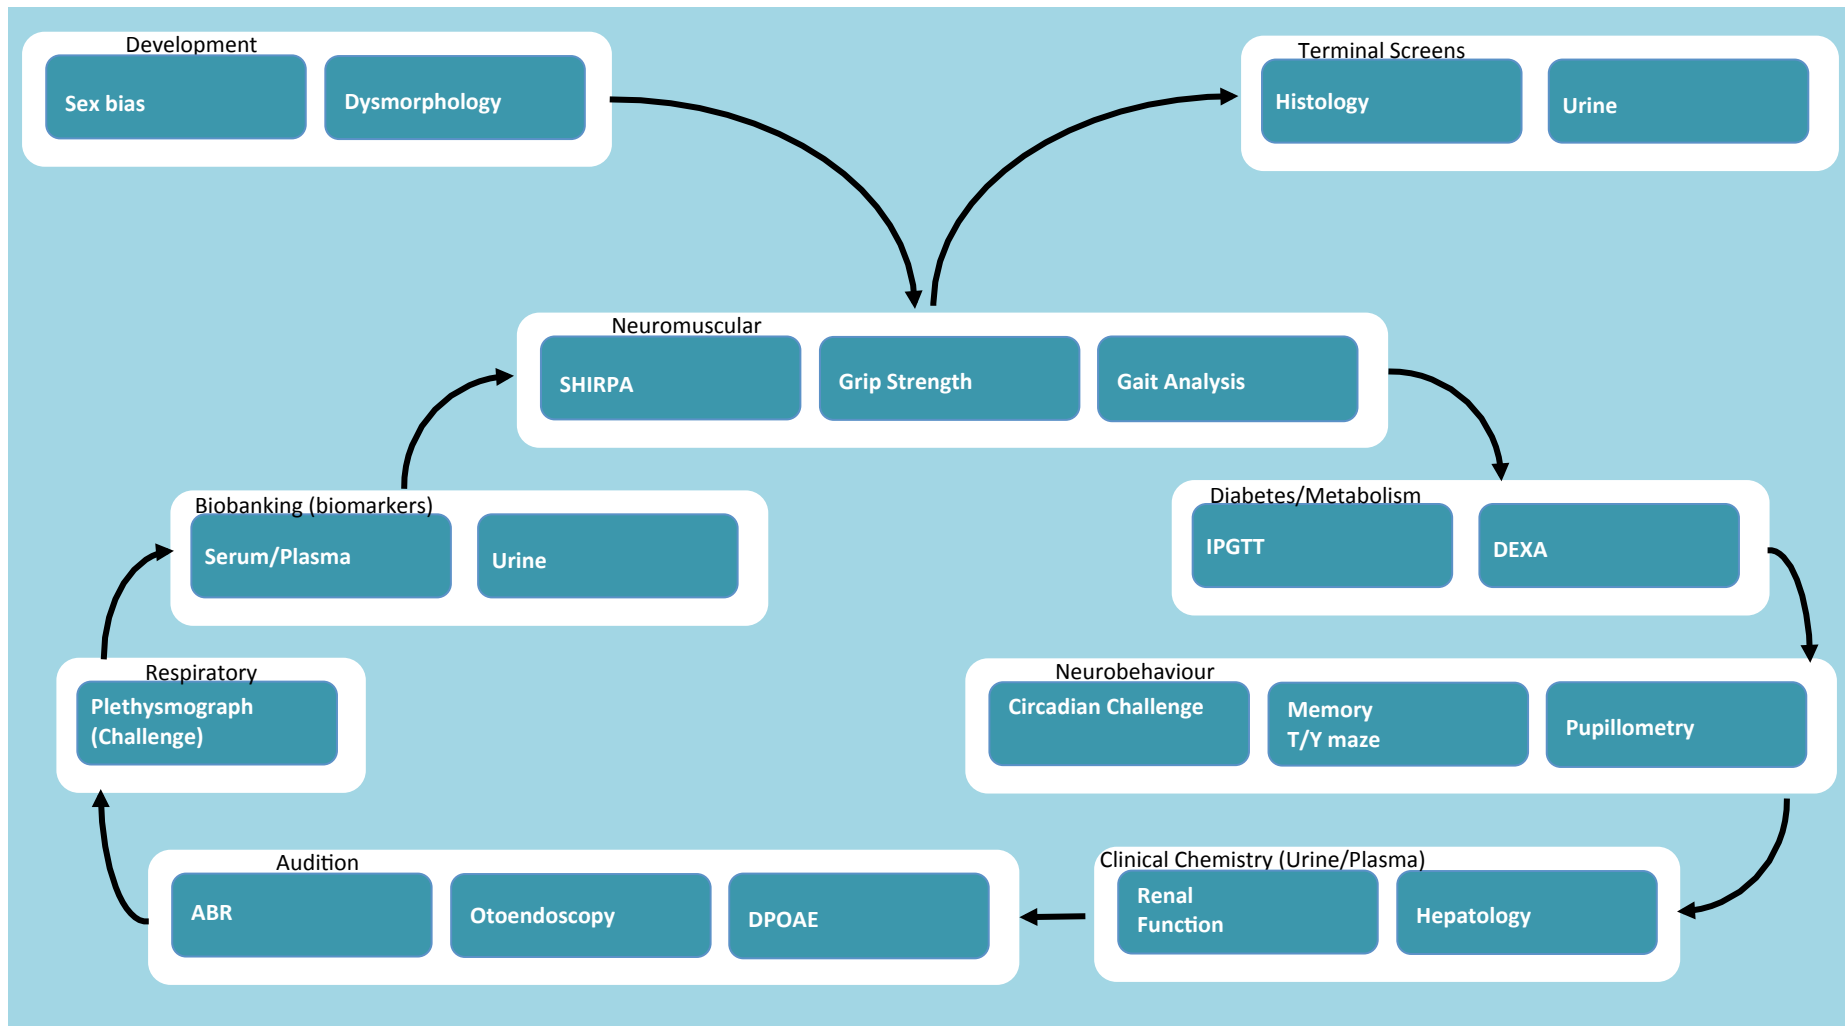 Development
Sex bias
Dysmorphology
Terminal Screens
Histology
Urine
Neuromuscular
SHIRPA
Grip Strength
Gait Analysis
Biobanking (biomarkers)
Serum/Plasma
Urine
Diabetes/Metabolism
IPGTT
DEXA
Respiratory
Plethysmograph
(Challenge)
Neurobehaviour
Circadian Challenge
Memory
T/Y maze
Pupillometry
Audition
ABR
Otoendoscopy
DPOAE
Clinical Chemistry (Urine/Plasma)
Renal
Function
Hepatology